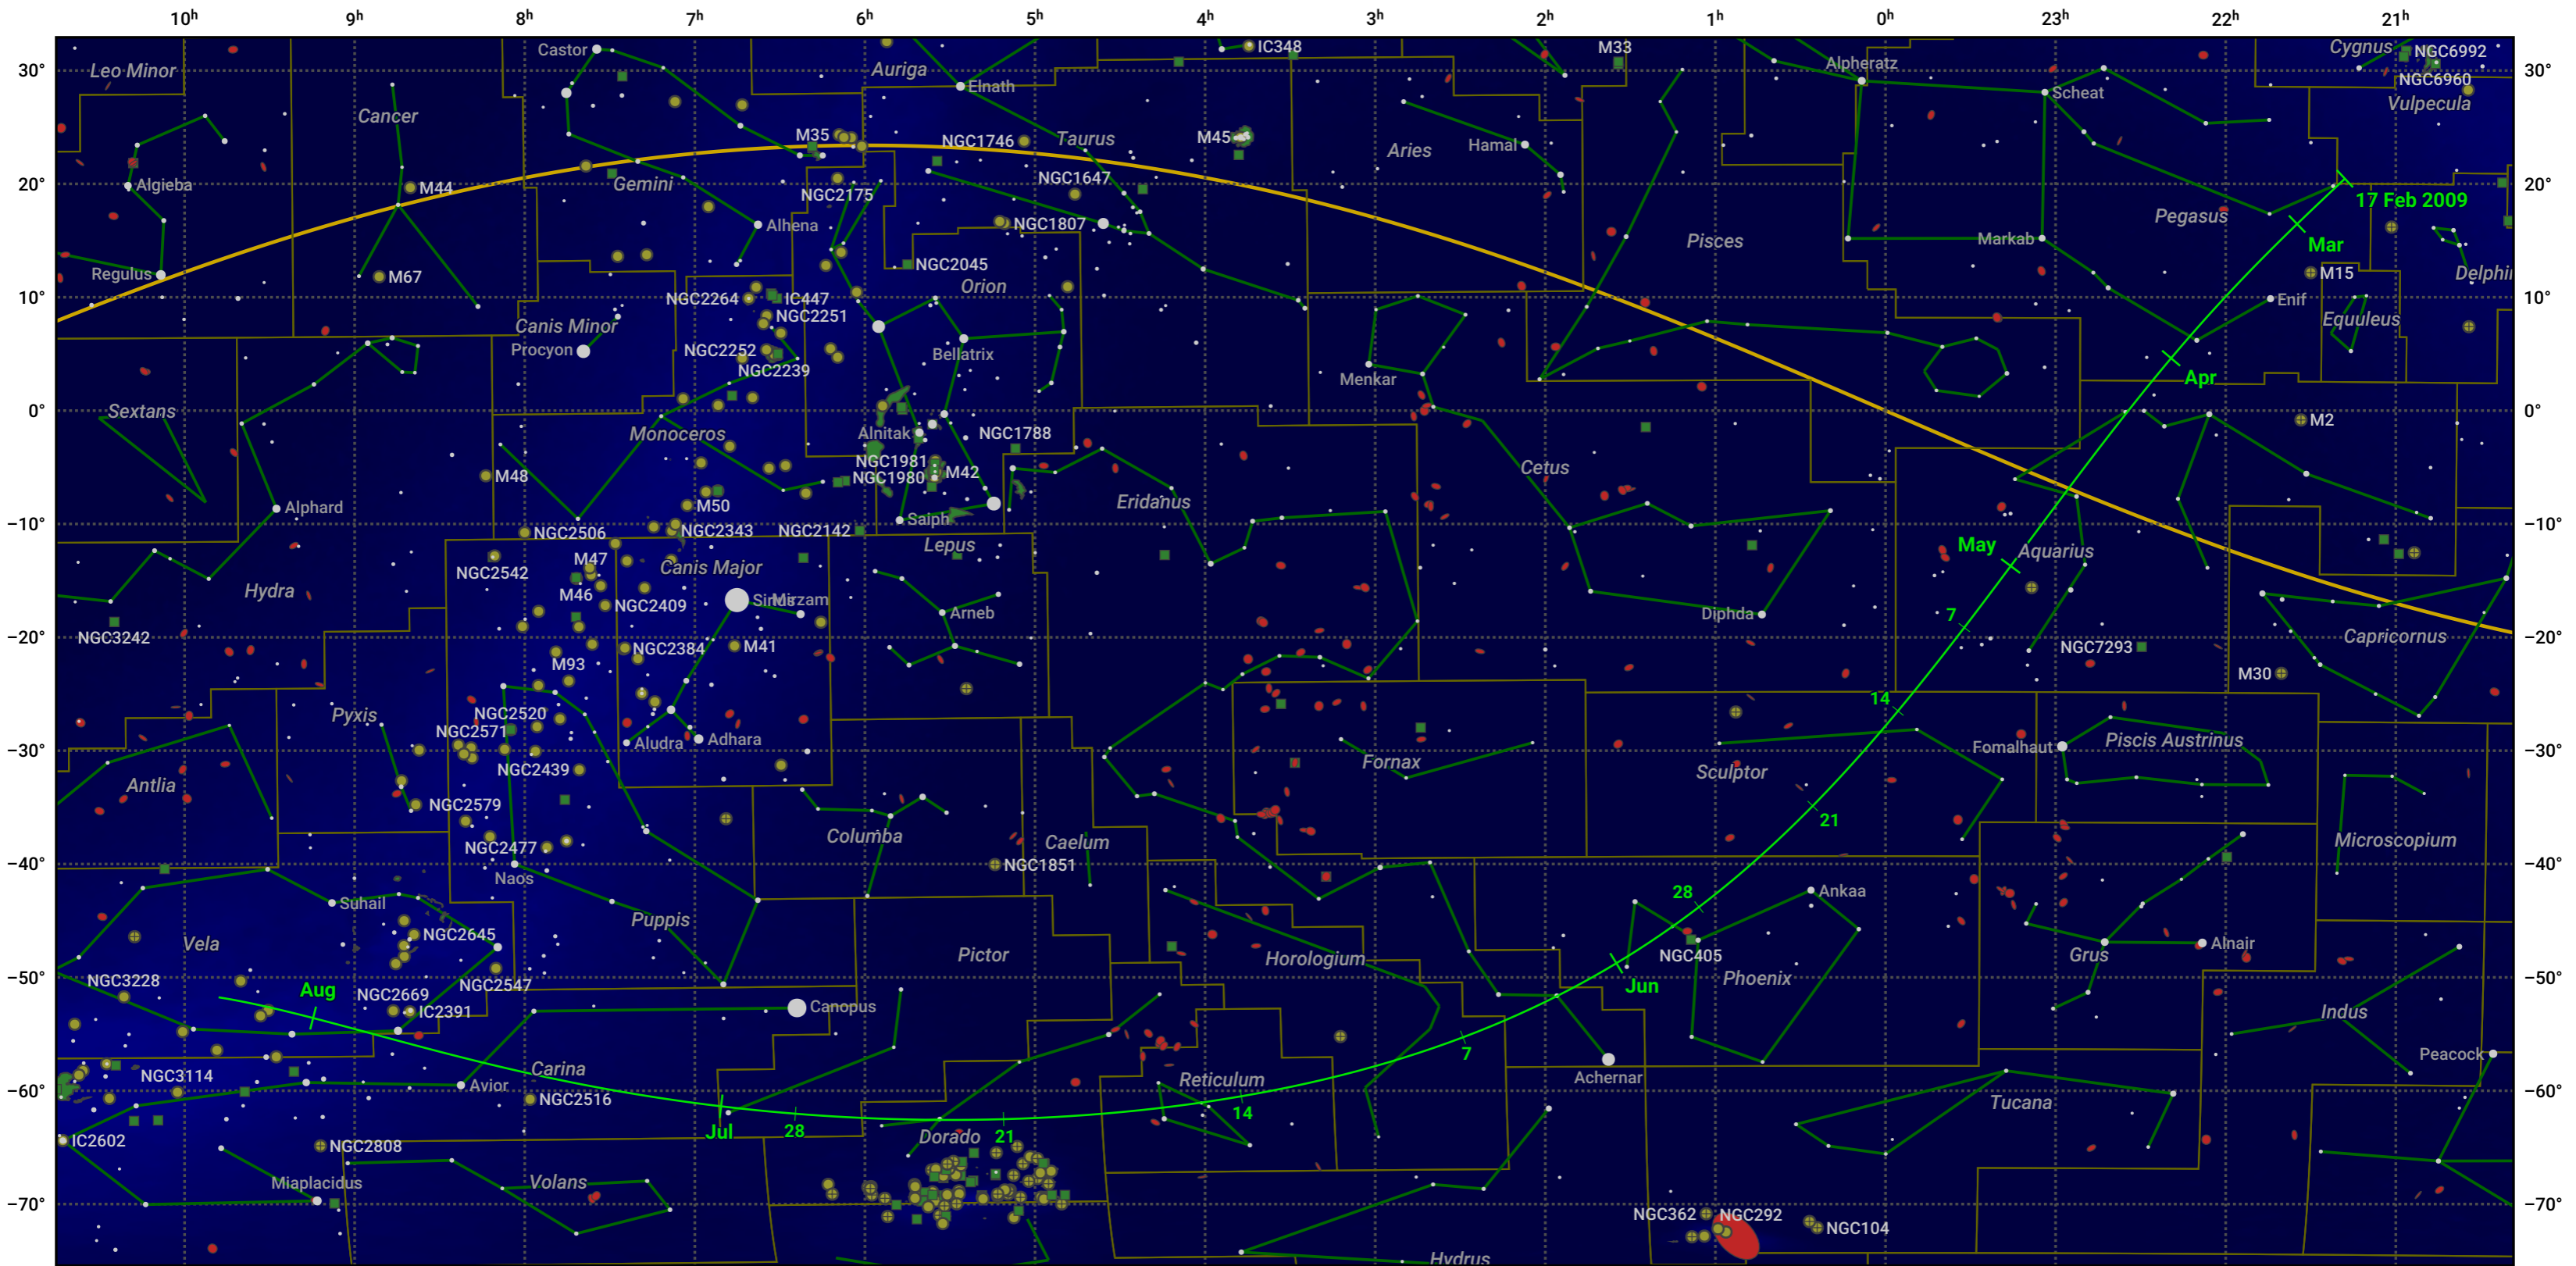 10h 9h 8h 7h 6h 5h 4h 3h 2h 1h 0h 23h 22h 21h
Castor IC348 M33 Cygnus NGC6992
30° Leo Minor Auriga Alpheratz 30°
Elnath Scheat NGC6960
Vulpecula
Cancer
M35 NGC1746 Taurus M45 Aries Hamal
20° Algieba M44 Gemini NGC2175 NGC1647 20°
17 Feb 2009
Alhena NGC1807 Pegasus
Pisces Markab Mar
Regulus M67 NGC2045 M15 Delphi
Orion
10° NGC2264 IC447 Enif 10°
Canis Minor NGC2251 Equuleus
Procyon NGC2252 Bellatrix
NGC2239 Menkar Apr
0° Sextans 0°
Monoceros Alnitak NGC1788 M2
NGC1981 M42 Cetus
M48 NGC1980
Alphard M50 Eridanus
−10° NGC2506 NGC2343 NGC2142 Saiph −10°
Lepus May Aquarius
NGC2542 M47 Canis Major
Hydra M46 NGC2409 Sirius Mirzam Arneb Diphda 7
−20° NGC3242 NGC2384 M41 NGC7293 Capricornus −20°
M93 M30
14
Pyxis NGC2520
NGC2571
−30° Aludra Adhara Fomalhaut Piscis Austrinus −30°
NGC2439 Fornax Sculptor
Antlia
NGC2579 21
Columba Caelum Microscopium
NGC2477
−40° Naos NGC1851 −40°
Suhail 28 Ankaa
Puppis
Vela NGC2645 Pictor Horologium NGC405 Grus Alnair
−50° NGC3228 NGC2547 Phoenix −50°
Aug NGC2669 Jun
IC2391 Canopus Indus
7
Carina Peacock
−60° NGC3114 Avior Reticulum Achernar −60°
NGC2516 14 Tucana
Jul 28 21
IC2602 NGC2808 Dorado
Miaplacidus Volans
−70° −70°
NGC362 NGC292 NGC104
Hydrus